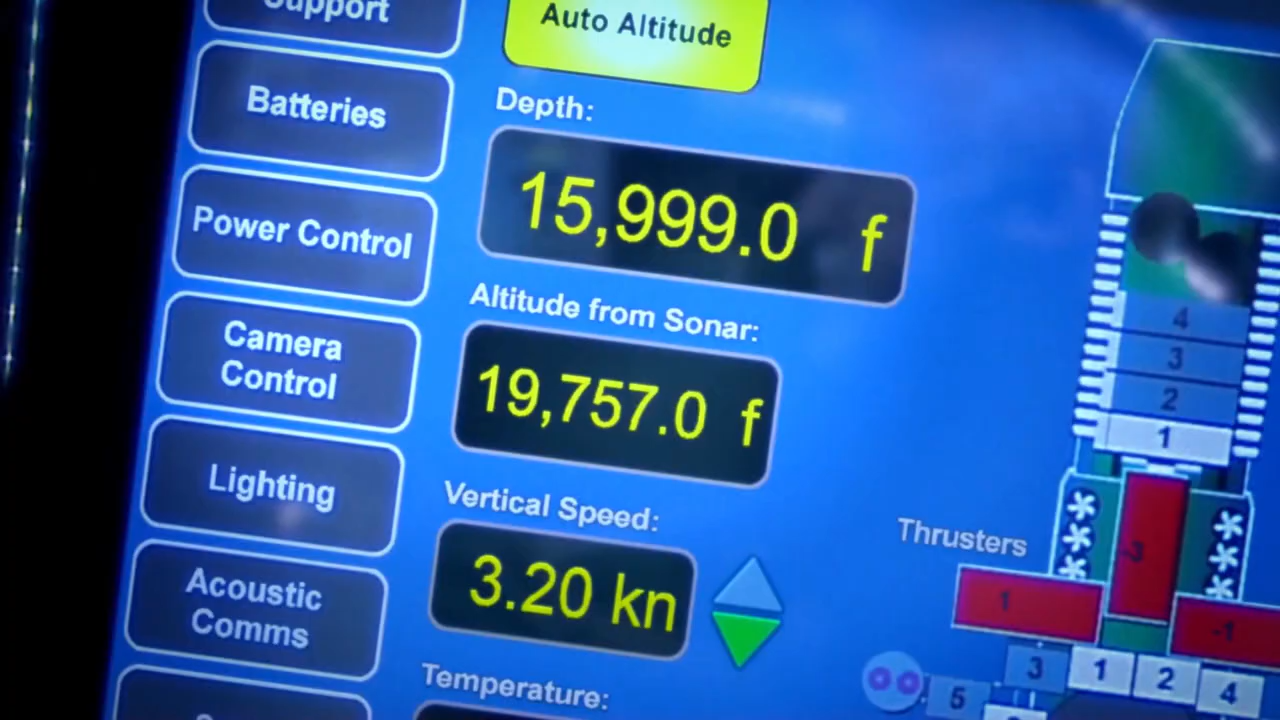 Support
Batteries
Power Control
Camera
Control
Lighting
Acoustic
Comms
Auto Altitude
Depth:
15,999.0 f
Altitude from Sonar:
19,757.0 f
Vertical Speed:
3.20 kn
Temperature:
4
3
2
1
Thrusters
1
-3
-1
3
1
2
4
5